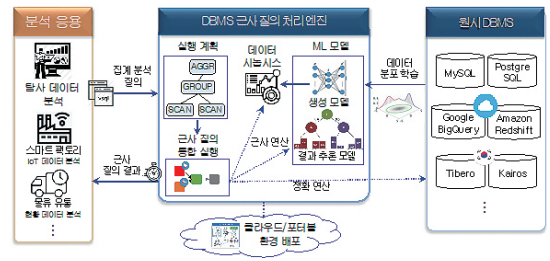 분석 응용
탐사 데이터
분석
스마트 팩토리
IoT 데이터 분석
물류 유통
현황 데이터 분석
집계 분석
질의
vsql
근사
질의 결과
DBMS 근사 질의 처리 엔진
실행 계획
AGGR
GROUP
SCAN
SCAN
근사 질의
통합 실행
데이터
시놉시스
ML 모델
생성 모델
결과 추론 모델
근사 연산
정확 연산
클라우드/포터블
환경 배포
데이터
분포 학습
원시 DBMS
MySQL
Postgre
SQL
Google
BigQuery
Amazon
Redshift
Tibero
Kairos